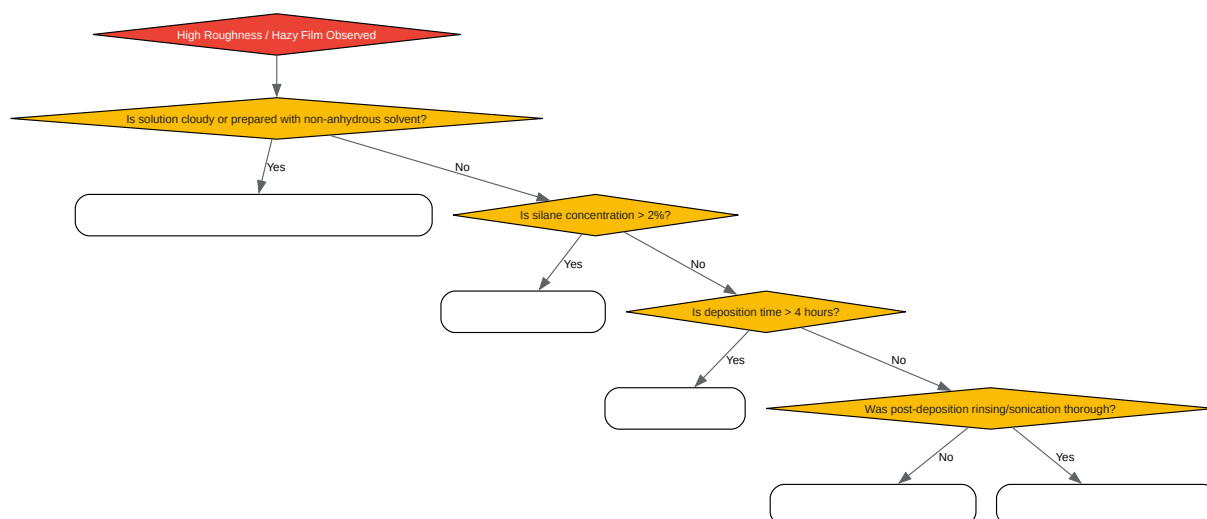 High Roughness / Hazy Film Observed
Is solution cloudy or prepared with non-anhydrous solvent?
Yes
No
Is silane concentration > 2%?
Yes
No
Is deposition time > 4 hours?
Yes
No
Was post-deposition rinsing/sonication thorough?
No
Yes